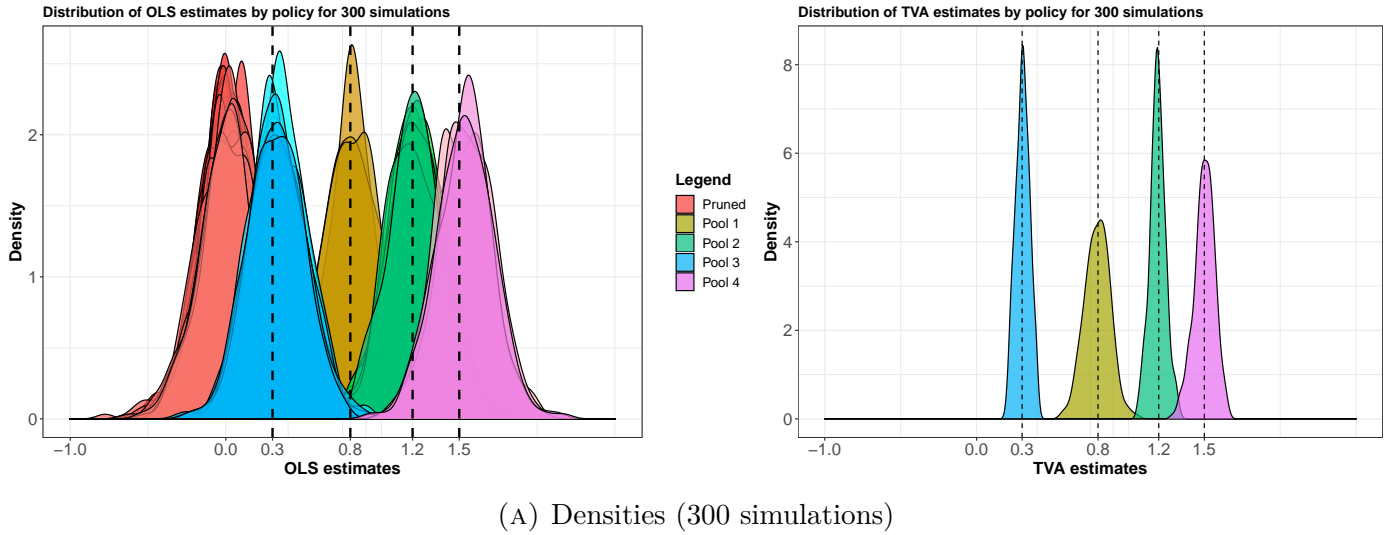 Distribution of OLS estimates by policy for 300 simulations
Density
2
1
0
−1.0 0.0 0.3 0.8 1.2 1.5
OLS estimates
Legend
Pruned
Pool 1
Pool 2
Pool 3
Pool 4
Distribution of TVA estimates by policy for 300 simulations
Density
8
6
4
2
0
−1.0 0.0 0.3 0.8 1.2 1.5
TVA estimates
(A) Densities (300 simulations)